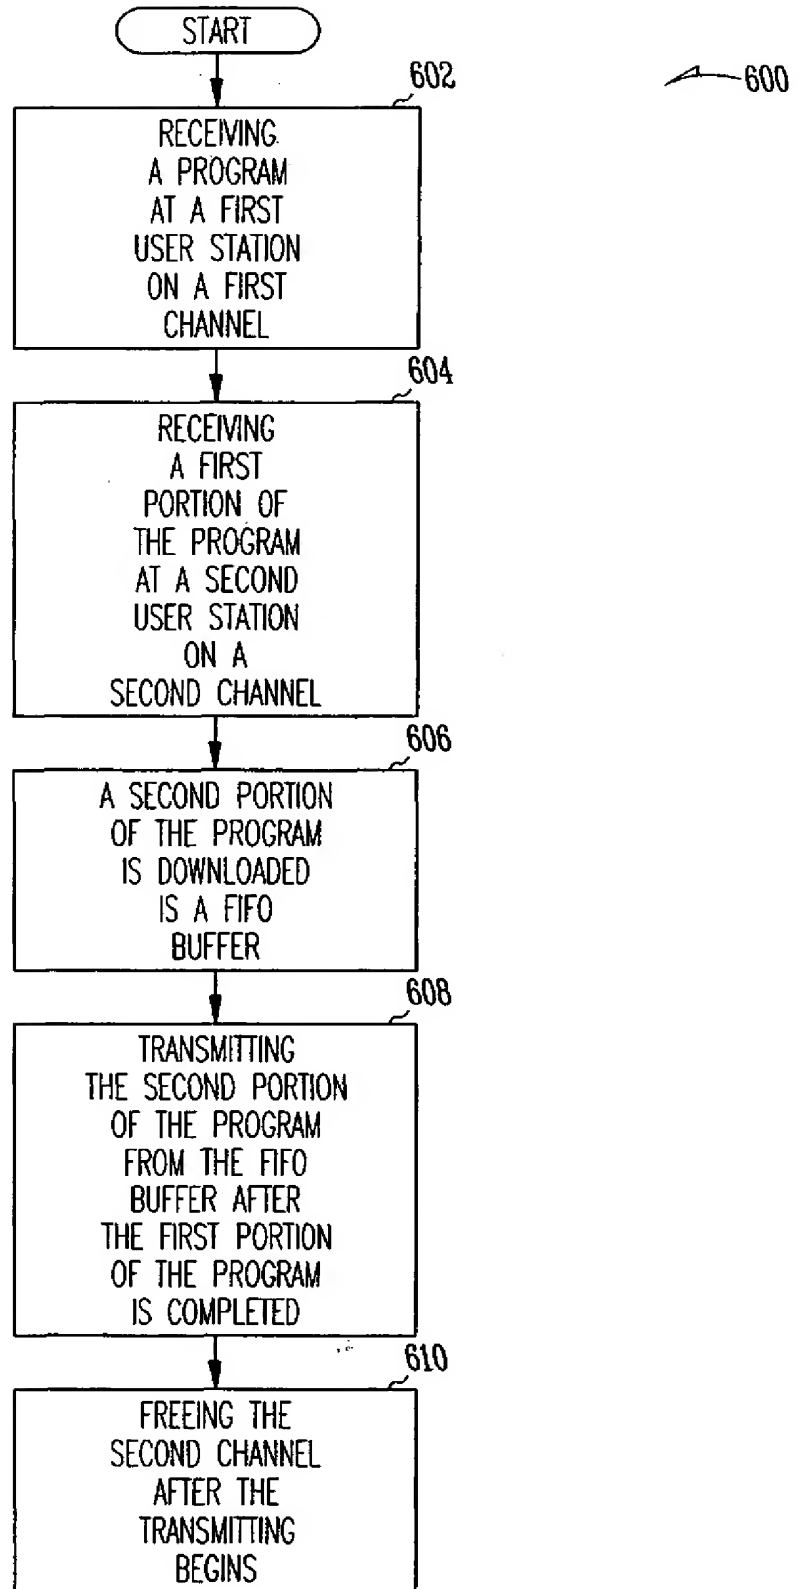 START
600
602
RECEIVING
A PROGRAM
AT A FIRST
USER STATION
ON A FIRST
CHANNEL
604
RECEIVING
A FIRST
PORTION OF
THE PROGRAM
AT A SECOND
USER STATION
ON A
SECOND CHANNEL
606
A SECOND PORTION
OF THE PROGRAM
IS DOWNLOADED
IS A FIFO
BUFFER
608
TRANSMITTING
THE SECOND PORTION
OF THE PROGRAM
FROM THE FIFO
BUFFER AFTER
THE FIRST PORTION
OF THE PROGRAM
IS COMPLETED
610
FREEING THE
SECOND CHANNEL
AFTER THE
TRANSMITTING
BEGINS